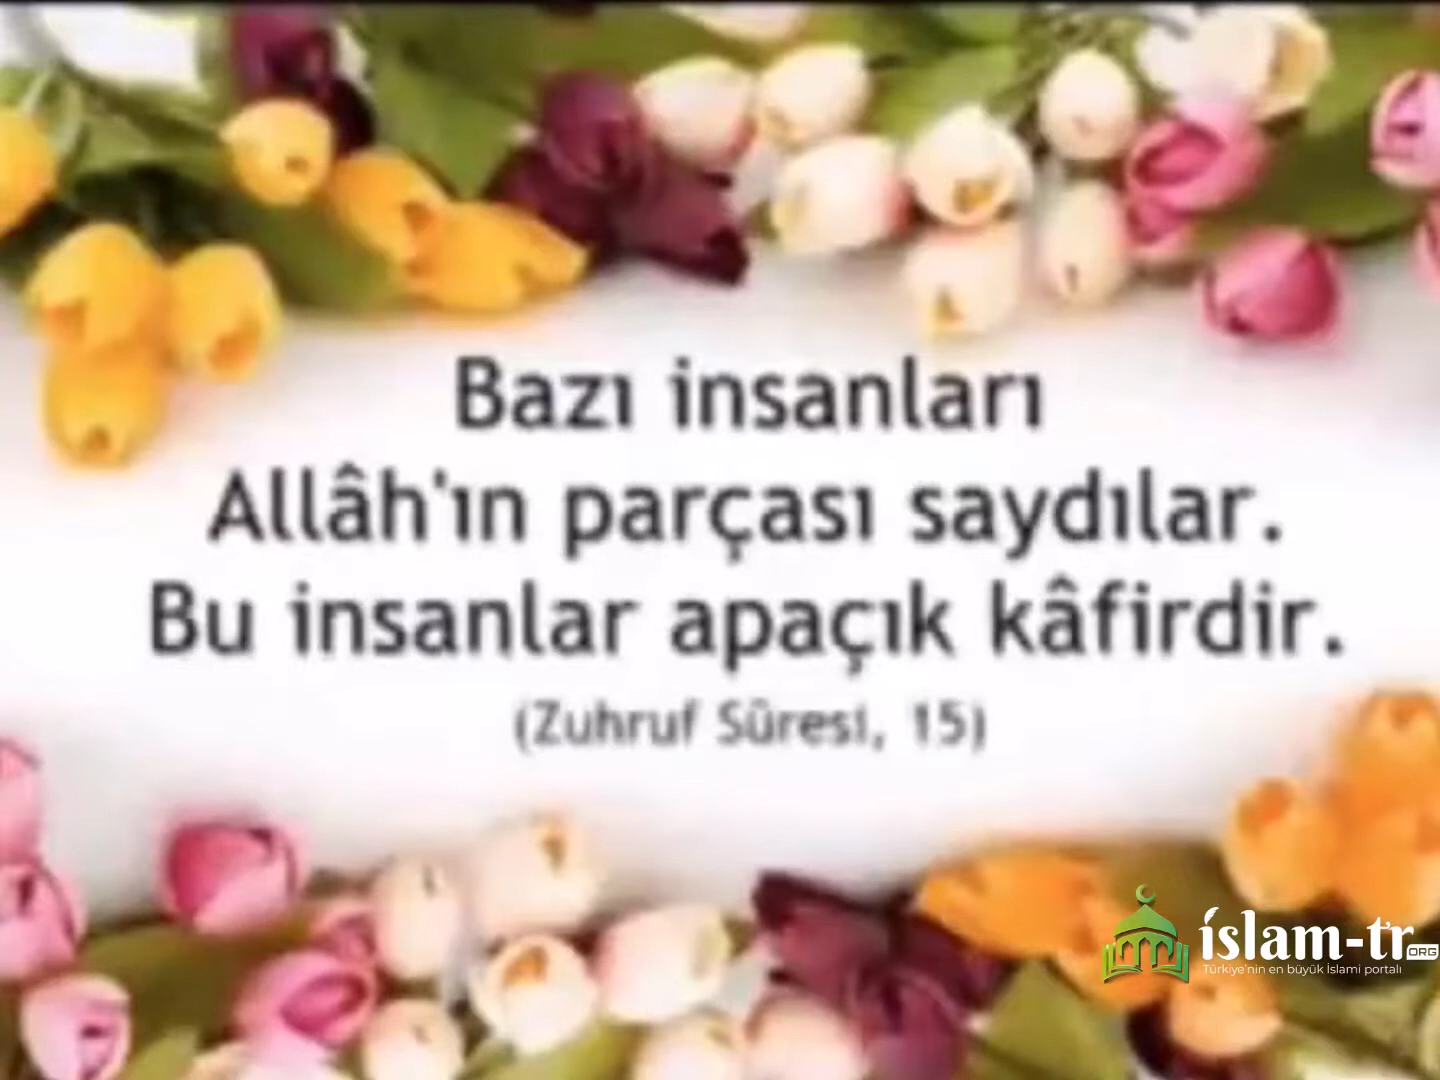 Bazı insanları
Allâh'ın parçası saydılar.
Bu insanlar apaçık kâfirdir.
(Zuhruf Sûresi, 15)
islam-tr.ORG
Türkiye'nin en büyük İslami portalı